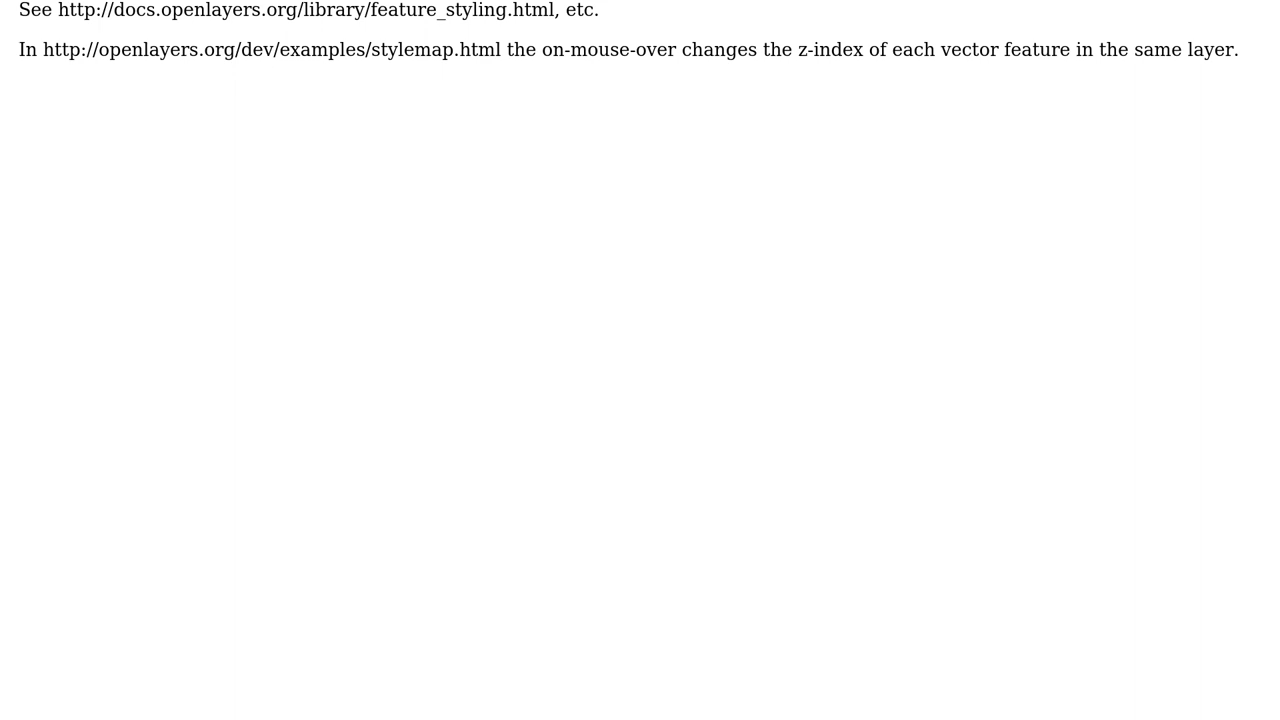 See http://docs.openlayers.org/library/feature_styling.html, etc.
In http://openlayers.org/dev/examples/stylemap.html the on-mouse-over changes the z-index of each vector feature in the same layer.